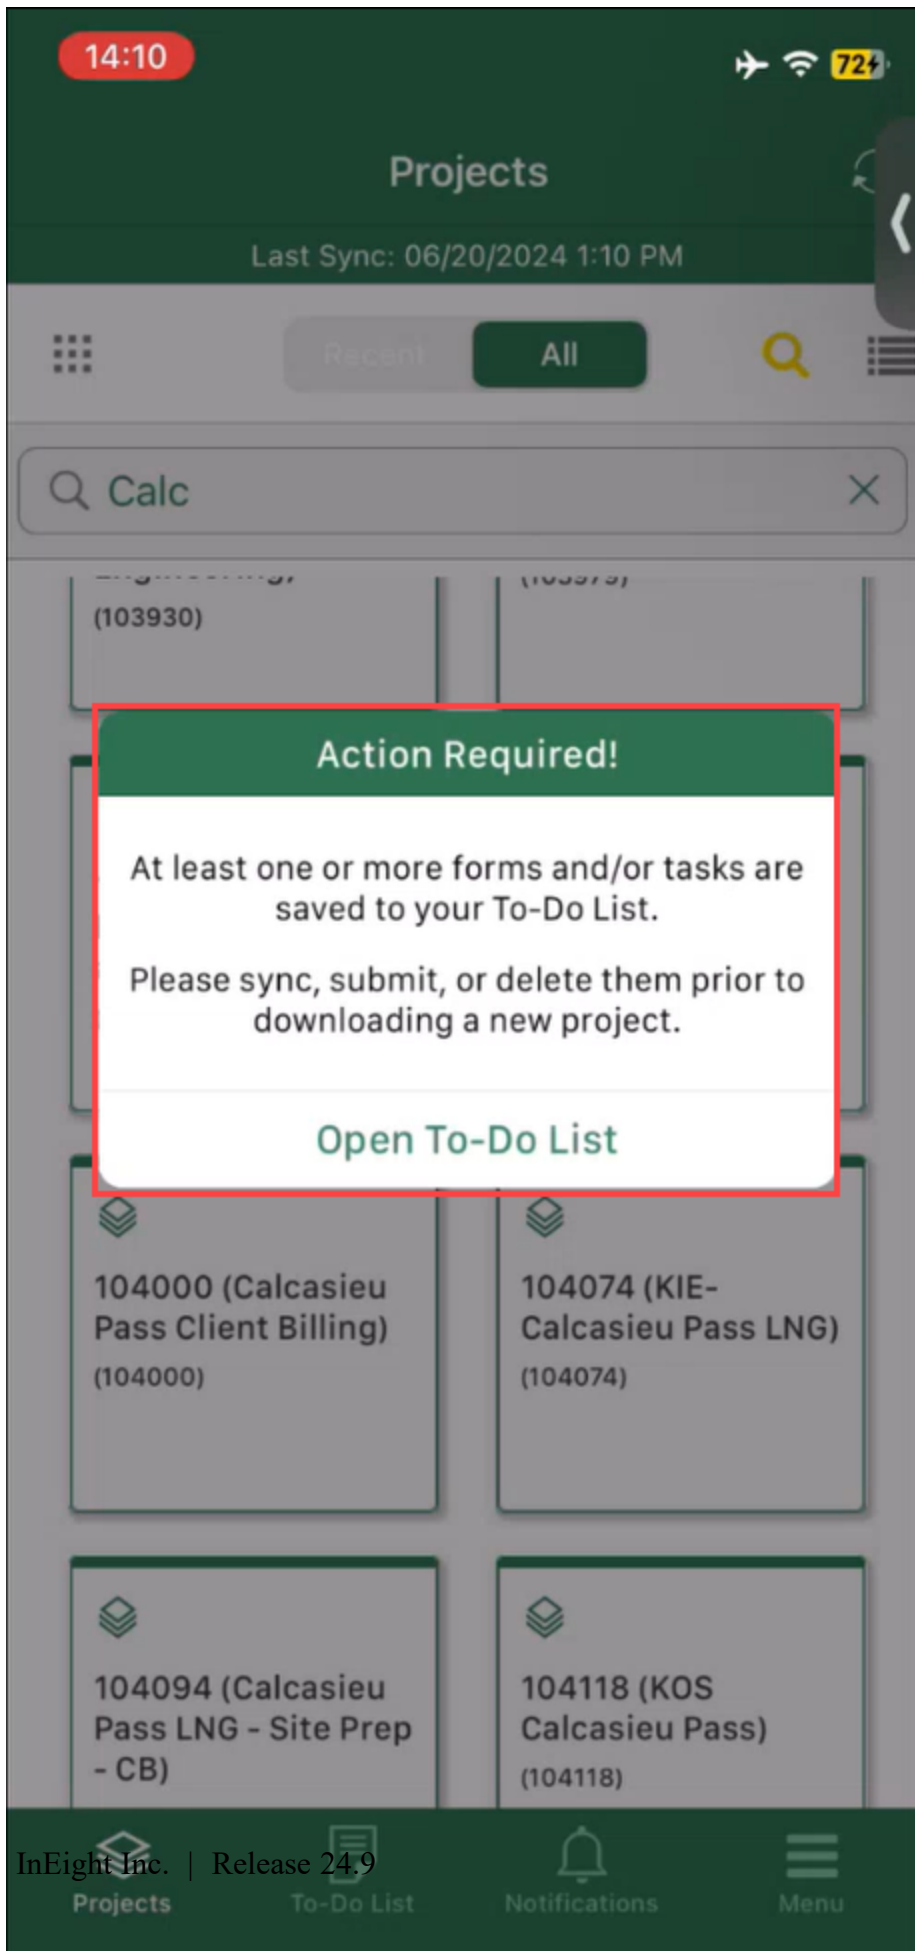 14:10
72
Projects
Last Sync: 06/20/2024 1:10 PM
Recent
All
Calc
(103930)
(103979)
Action Required!
At least one or more forms and/or tasks are
saved to your To-Do List.
Please sync, submit, or delete them prior to
downloading a new project.
Open To-Do List
104000 (Calcasieu
Pass Client Billing)
(104000)
104074 (KIE-
Calcasieu Pass LNG)
(104074)
104094 (Calcasieu
Pass LNG - Site Prep
- CB)
104118 (KOS
Calcasieu Pass)
(104118)
InEight Inc. | Release 24.9
Projects
To-Do List
Notifications
Menu